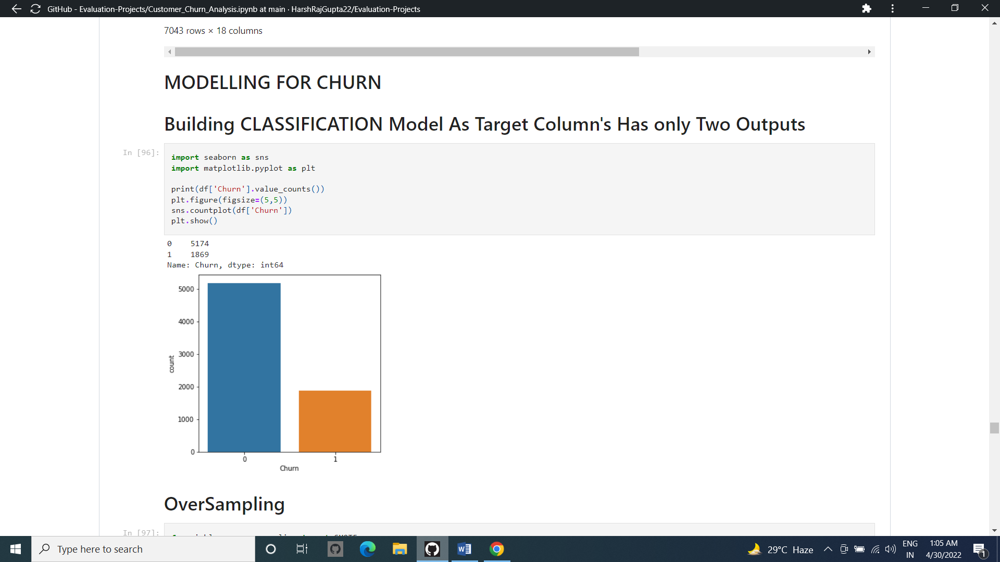 GitHub - Evaluation-Projects/Customer_Churn_Analysis.ipynb at main · HarshRajGupta22/Evaluation-Projects
7043 rows × 18 columns
MODELLING FOR CHURN
Building CLASSIFICATION Model As Target Column's Has only Two Outputs
In [96]:
import seaborn as sns
import matplotlib.pyplot as plt
print(df['Churn'].value_counts())
plt.figure(figsize=(5,5))
sns.countplot(df['Churn'])
plt.show()
0 5174
1 1869
Name: Churn, dtype: int64
5000
4000
3000
2000
1000
0
count
0 1
Churn
OverSampling
In [97]:
Type here to search
29°C Haze
ENG
IN
1:05 AM
4/30/2022
1